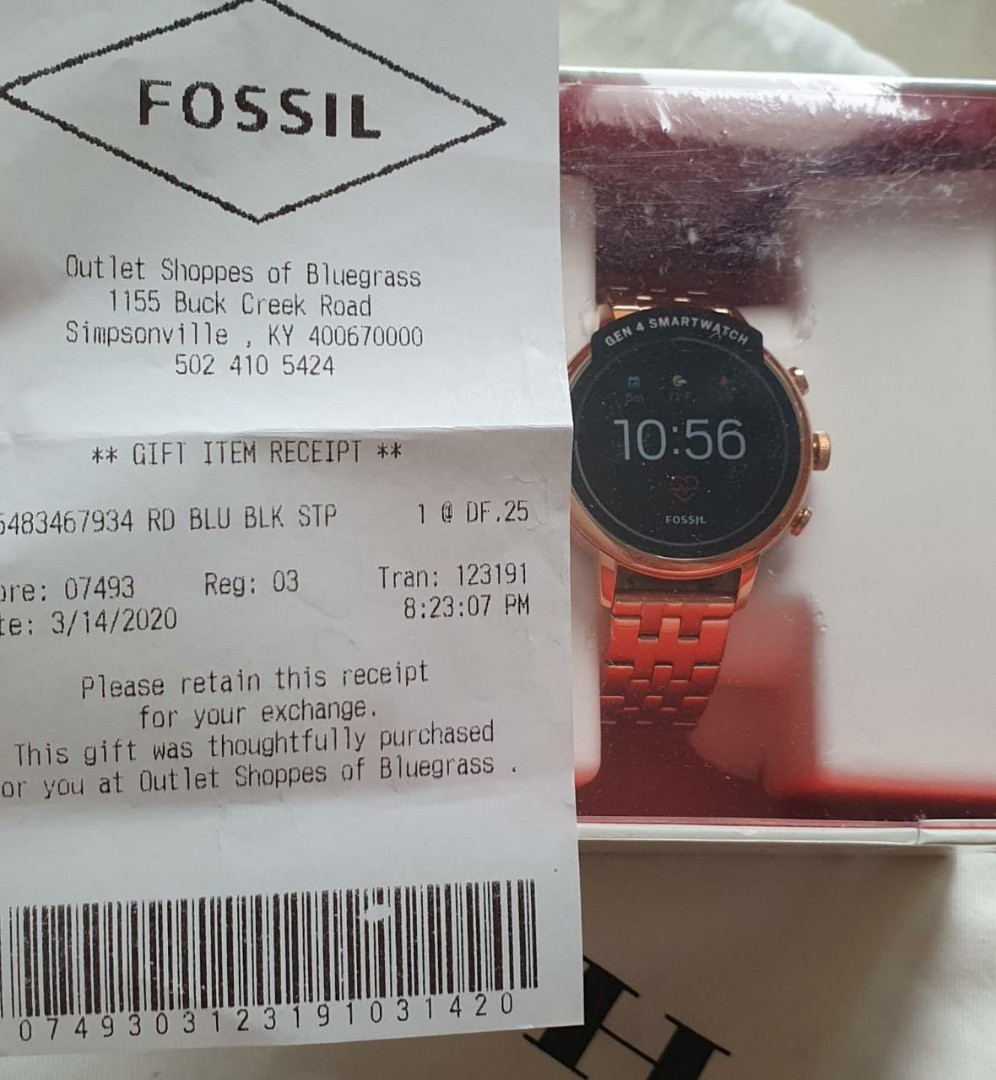 FOSSIL
Outlet Shoppes of Bluegrass
1155 Buck Creek Road
Simpsonville , KY 400670000
502 410 5424
** GIFT ITEM RECEIPT **
5483467934 RD BLU BLK STP 1 @ DF.25
ore: 07493 Reg: 03 Tran: 123191
te: 3/14/2020 8:23:07 PM
Please retain this receipt
for your exchange.
This gift was thoughtfully purchased
or you at Outlet Shoppes of Bluegrass .
0749303123191031420
GEN 4 SMARTWATCH
10:56
FOSSIL
H